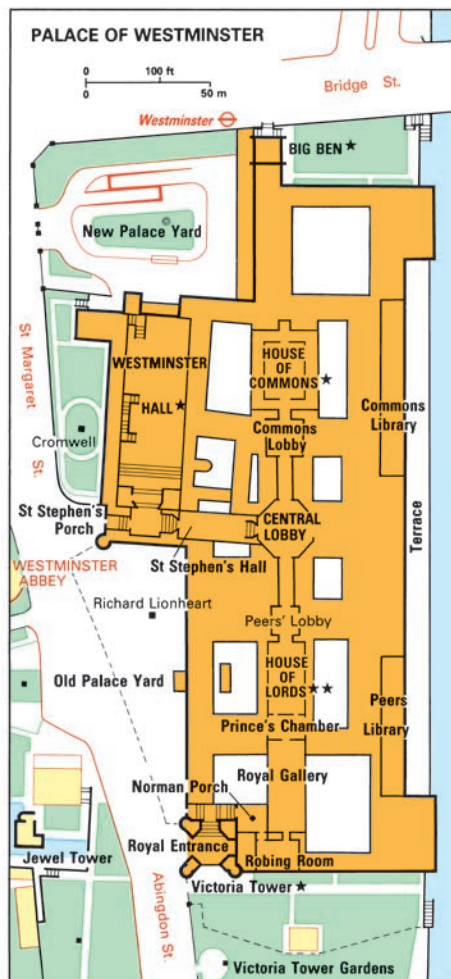 PALACE OF WESTMINSTER
0 100 ft
0 50 m
Bridge St.
Westminster
BIG BEN ★
New Palace Yard
St Margaret St.
WESTMINSTER
HALL ★
HOUSE
OF
COMMONS ★
Commons
Lobby
Commons
Library
Cromwell
St Stephen's
Porch
CENTRAL
LOBBY
Terrace
St Stephen's Hall
WESTMINSTER
ABBEY
Richard Lionheart
Peers' Lobby
Old Palace Yard
HOUSE
OF
LORDS ★★
Peers
Library
Prince's Chamber
Royal Gallery
Norman Porch
Royal Entrance
Jewel Tower
Robing Room
Victoria Tower ★
Abingdon St.
Victoria Tower Gardens